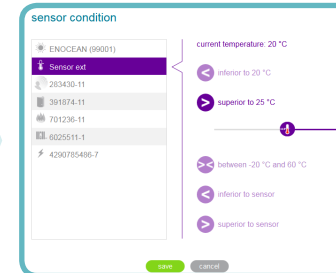 sensor condition
ENOCEAN (99001)
Sensor ext
283430-11
391874-11
701236-11
6025511-1
4290785486-7
current temperature: 20 °C
< inferior to 20 °C
> superior to 25 °C
>< between -20 °C and 60 °C
< inferior to sensor
> superior to sensor
save
cancel